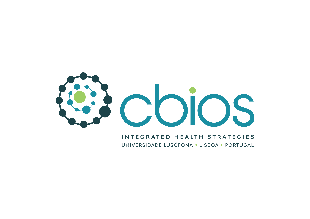 cbios
INTEGRATED HEALTH STRATEGIES
UNIVERSIDADE LUSÓFONA • LISBOA • PORTUGAL